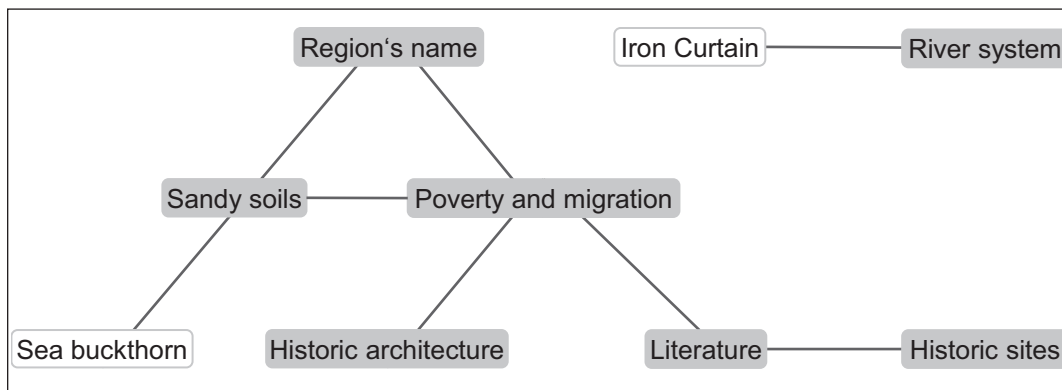 Region‘s name
Iron Curtain
River system
Sandy soils
Poverty and migration
Sea buckthorn
Historic architecture
Literature
Historic sites